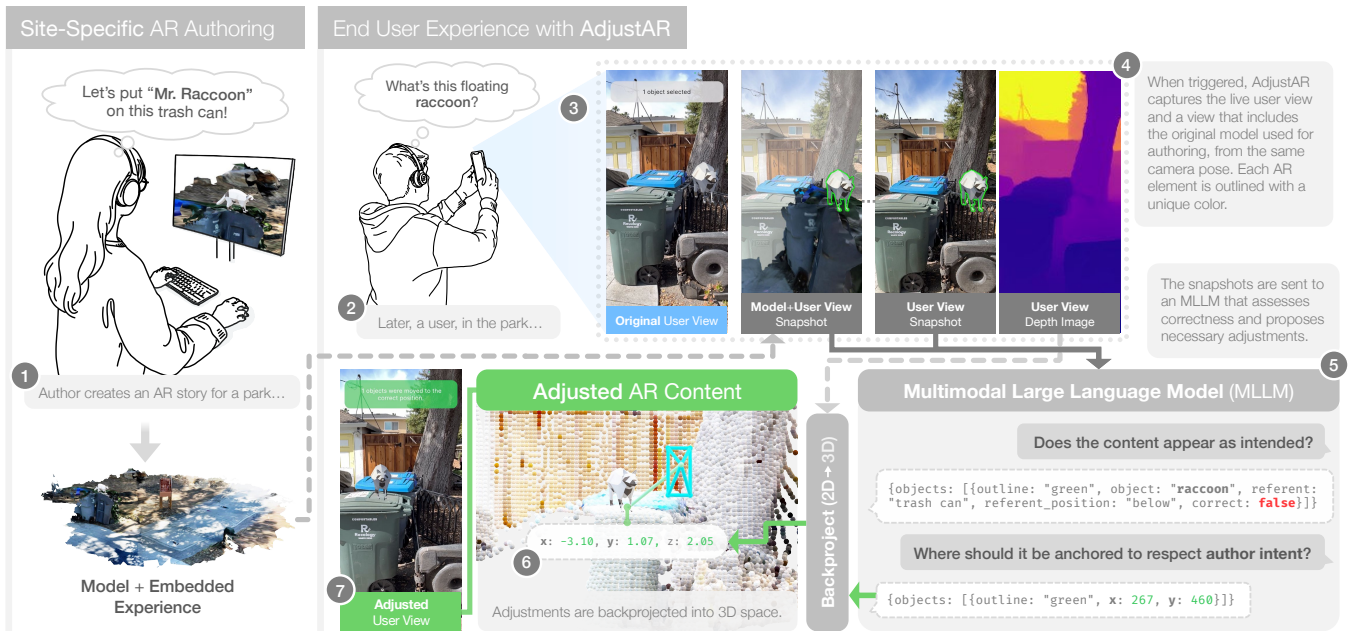 Site-Specific AR Authoring
Let's put “Mr. Raccoon”
on this trash can!
1
Author creates an AR story for a park...
Model + Embedded
Experience
End User Experience with AdjustAR
What's this floating
raccoon?
2
Later, a user, in the park...
3
1 object selected
Original User View
Model+User View
Snapshot
User View
Snapshot
User View
Depth Image
4
When triggered, AdjustAR
captures the live user view
and a view that includes
the original model used for
authoring, from the same
camera pose. Each AR
element is outlined with a
unique color.
The snapshots are sent to
an MLLM that assesses
correctness and proposes
necessary adjustments.
5
Multimodal Large Language Model (MLLM)
Does the content appear as intended?
{objects: [{outline: "green", object: "raccoon", referent:
"trash can", referent_position: "below", correct: false}]}
Where should it be anchored to respect author intent?
{objects: [{outline: "green", x: 267, y: 460}]}
Backproject (2D→3D)
Adjusted AR Content
x: -3.10, y: 1.07, z: 2.05
6
Adjustments are backprojected into 3D space.
objects were moved to the
correct position.
7
Adjusted
User View